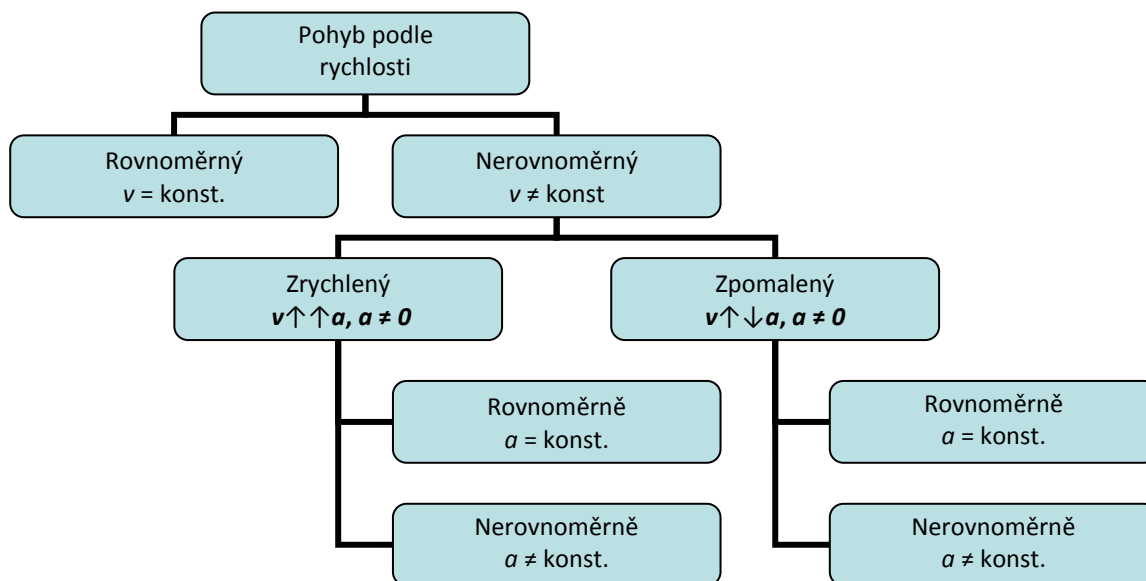 Pohyb podle
rychlosti
Rovnoměrný
v = konst.
Nerovnoměrný
v ≠ konst
Zrychlený
v↑↑a, a ≠ 0
Zpomalený
v↑↓a, a ≠ 0
Rovnoměrně
a = konst.
Rovnoměrně
a = konst.
Nerovnoměrně
a ≠ konst.
Nerovnoměrně
a ≠ konst.